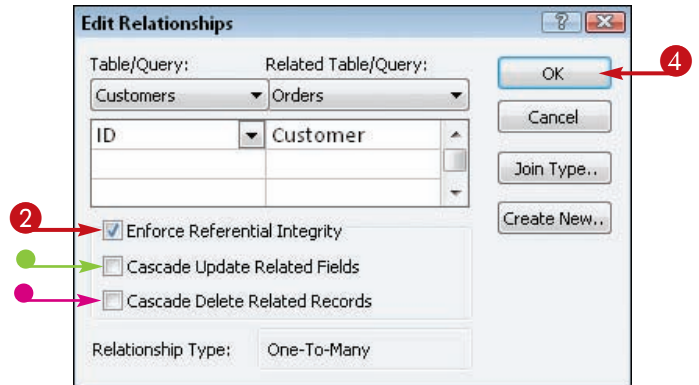 Edit Relationships
Table/Query: Related Table/Query:
Customers Orders
ID Customer
OK
4
Cancel
Join Type..
Create New..
2
Enforce Referential Integrity
Cascade Update Related Fields
Cascade Delete Related Records
Relationship Type: One-To-Many